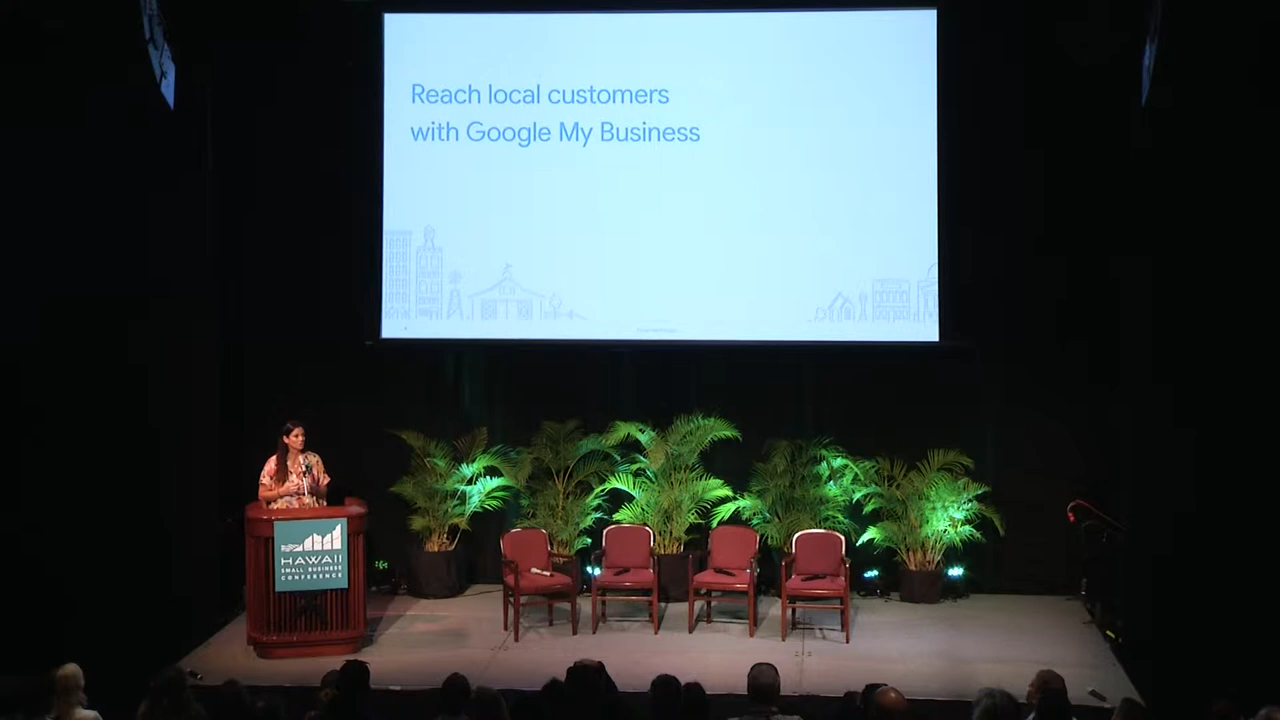 Reach local customers
with Google My Business
HAWAII
SMALL BUSINESS
CONFERENCE